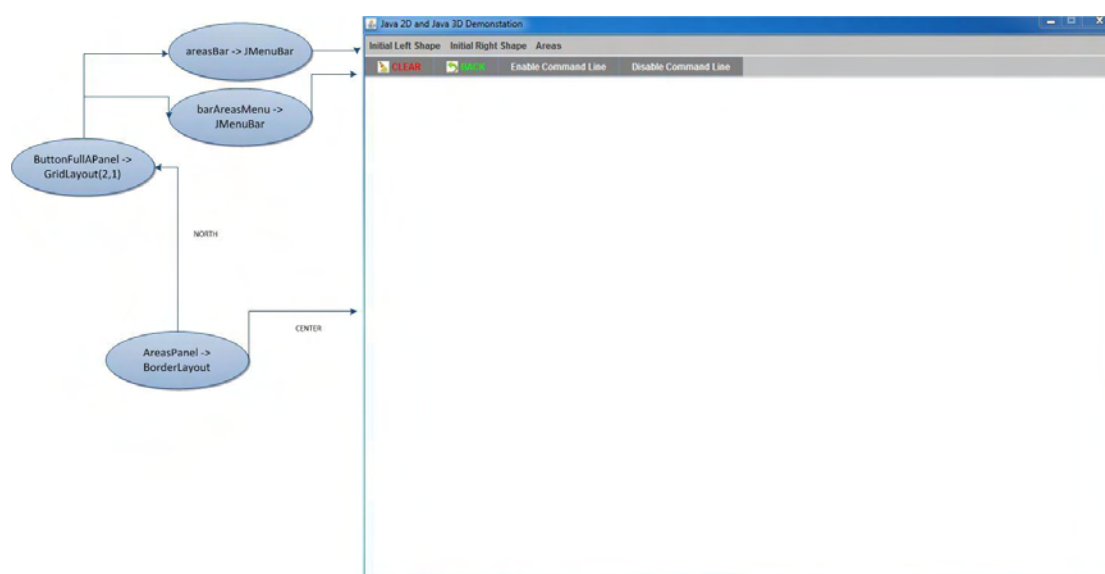 Java 2D and Java 3D Demonstation
areasBar -> JMenuBar
Initial Left Shape Initial Right Shape Areas
CLEAR BACK Enable Command Line Disable Command Line
barAreasMenu ->
JMenuBar
ButtonFullAPanel ->
GridLayout(2,1)
NORTH
CENTER
AreasPanel ->
BorderLayout